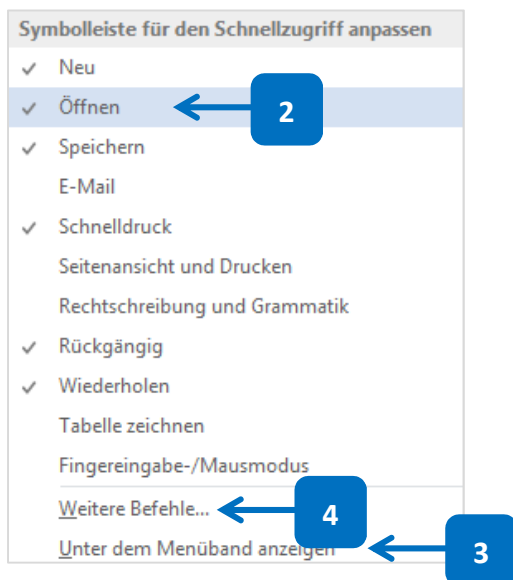 Symbolleiste für den Schnellzugriff anpassen
✓ Neu
✓ Öffnen
2
✓ Speichern
E-Mail
✓ Schnelldruck
Seitenansicht und Drucken
Rechtschreibung und Grammatik
✓ Rückgängig
✓ Wiederholen
Tabelle zeichnen
Fingereingabe-/Mausmodus
Weitere Befehle...
4
Unter dem Menüband anzeigen
3